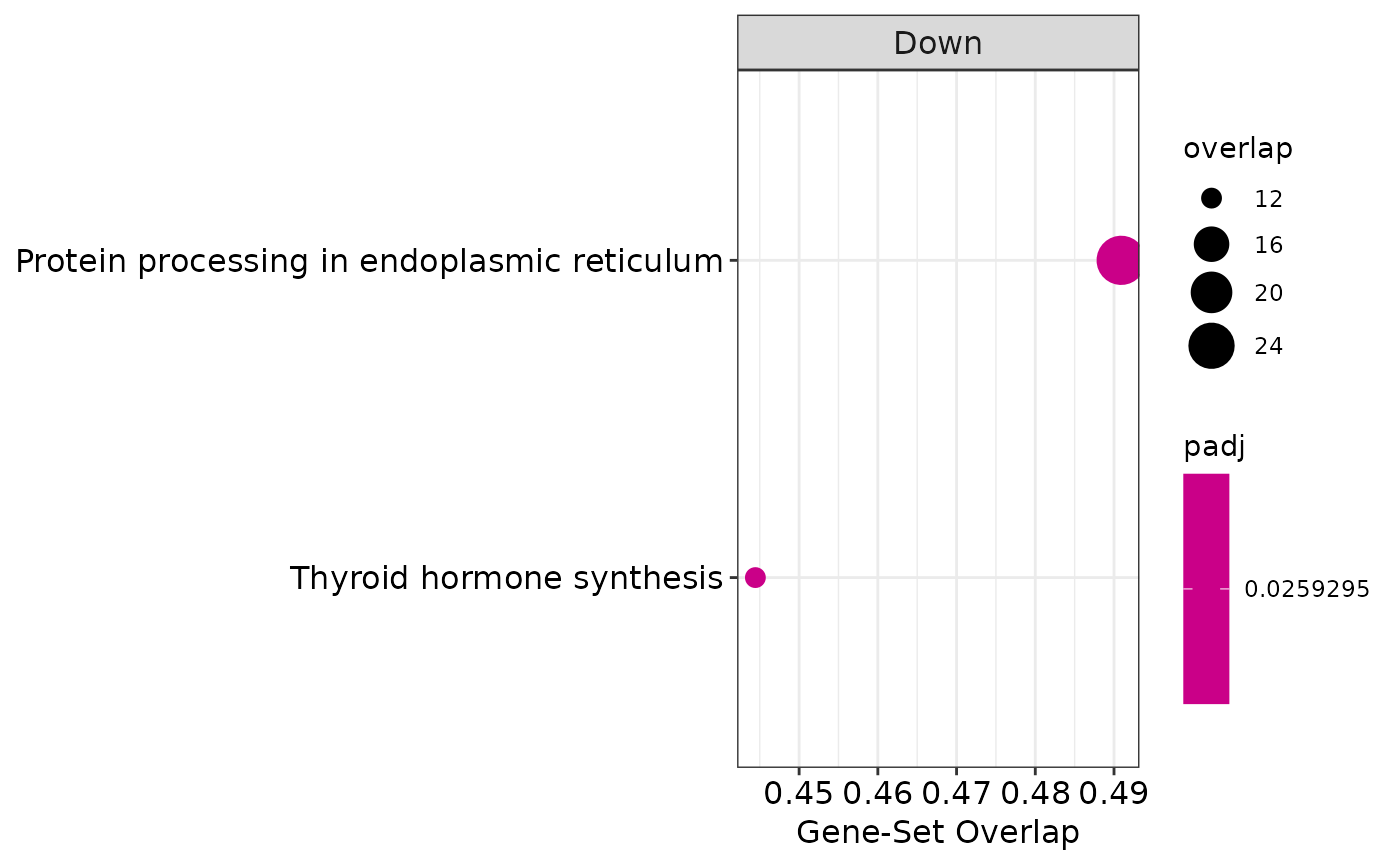 Down
Protein processing in endoplasmic reticulum
Thyroid hormone synthesis
0.45 0.46 0.47 0.48 0.49
Gene-Set Overlap
overlap
12
16
20
24
padj
0.0259295